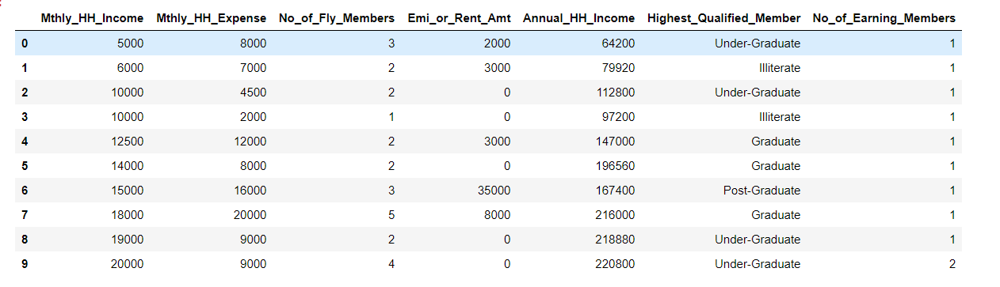 Mthly_HH_Income Mthly_HH_Expense No_of_Fly_Members Emi_or_Rent_Amt Annual_HH_Income Highest_Qualified_Member No_of_Earning_Members
0 5000 8000 3 2000 64200 Under-Graduate 1
1 6000 7000 2 3000 79920 Illiterate 1
2 10000 4500 2 0 112800 Under-Graduate 1
3 10000 2000 1 0 97200 Illiterate 1
4 12500 12000 2 3000 147000 Graduate 1
5 14000 8000 2 0 196560 Graduate 1
6 15000 16000 3 35000 167400 Post-Graduate 1
7 18000 20000 5 8000 216000 Graduate 1
8 19000 9000 2 0 218880 Under-Graduate 1
9 20000 9000 4 0 220800 Under-Graduate 2